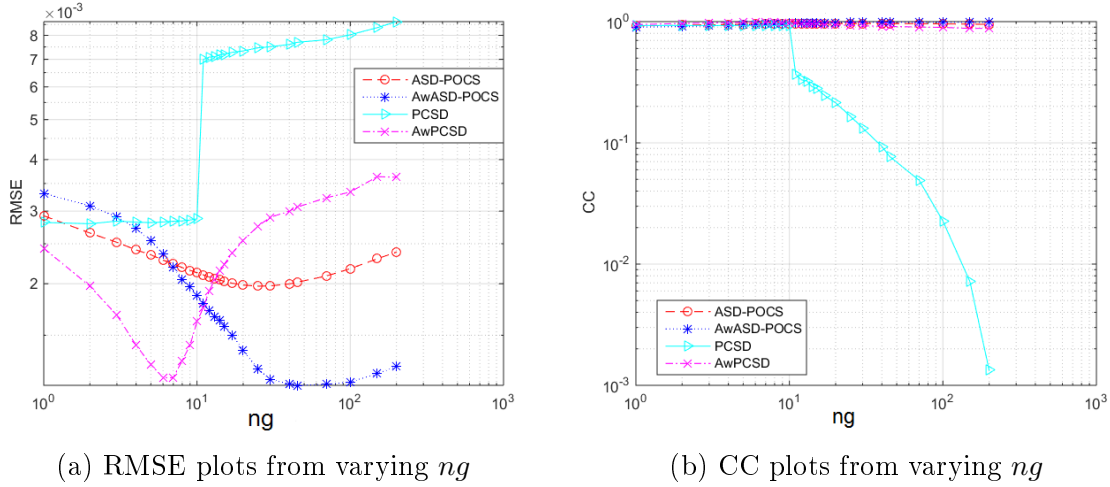 ×10⁻³
8
7
6
5
4
3
2
RMSE
10⁰ 10¹ 10² 10³
ng
ASD-POCS
AwASD-POCS
PCSD
AwPCSD
(a) RMSE plots from varying ng
10⁰
10⁻¹
10⁻²
10⁻³
CC
10⁰ 10¹ 10² 10³
ng
ASD-POCS
AwASD-POCS
PCSD
AwPCSD
(b) CC plots from varying ng